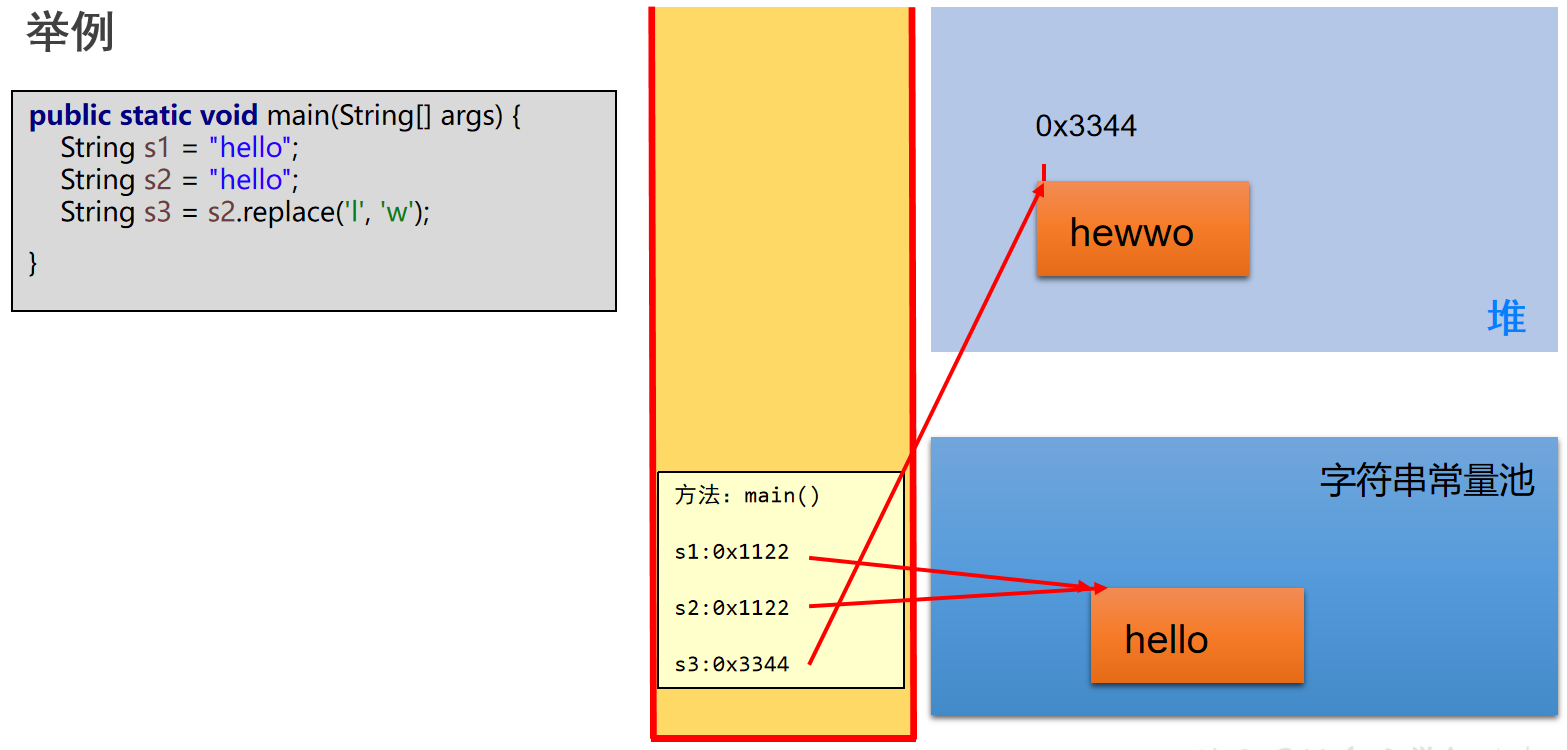 举例
public static void main(String[] args) {
String s1 = "hello";
String s2 = "hello";
String s3 = s2.replace('l', 'w');
}
0x3344
hewwo
堆
字符串常量池
方法: main()
s1:0x1122
s2:0x1122
s3:0x3344
hello